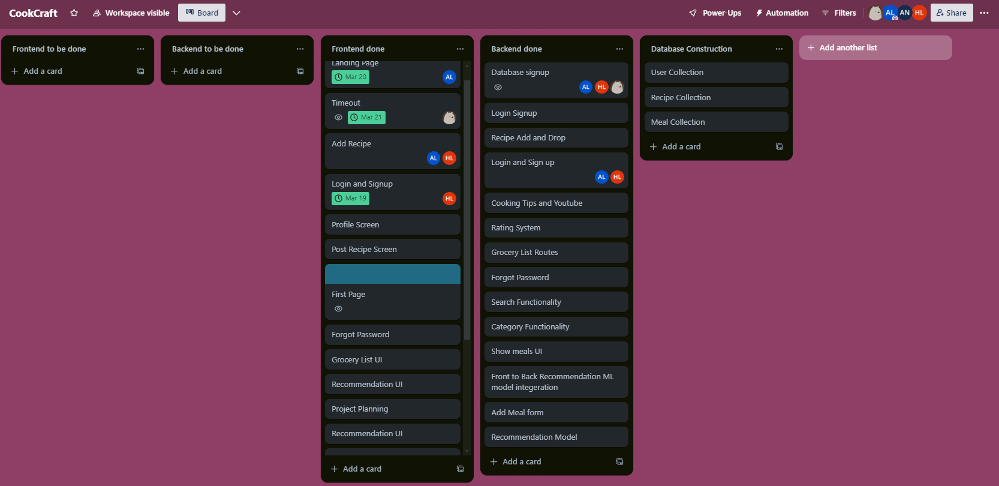 CookCraft
Workspace visible
Board
Power-Ups
Automation
Filters
AL
AN
HL
Share
Frontend to be done
Add a card
Backend to be done
Add a card
Frontend done
Landing Page
Mar 20
AL
Timeout
Mar 21
Add Recipe
AL HL
Login and Signup
Mar 19
HL
Profile Screen
Post Recipe Screen
First Page
Forgot Password
Grocery List UI
Recommendation UI
Project Planning
Recommendation UI
Add a card
Backend done
Database signup
AL HL
Login Signup
Recipe Add and Drop
Login and Sign up
AL HL
Cooking Tips and Youtube
Rating System
Grocery List Routes
Forgot Password
Search Functionality
Category Functionality
Show meals UI
Front to Back Recommendation ML
model integeration
Add Meal form
Recommendation Model
Add a card
Database Construction
User Collection
Recipe Collection
Meal Collection
Add a card
Add another list